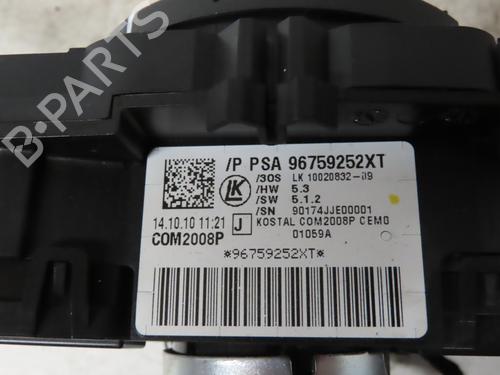 B-PARTS
/P PSA 96759252XT
/3OS LK 10020832-09
/HW 5.3
/SW 5.1.2
/SN 90174JJE00001
14.10.10 11:21 J KOSTAL COM2008P CEM0
COM2008P 01059A
*96759252XT*
LK